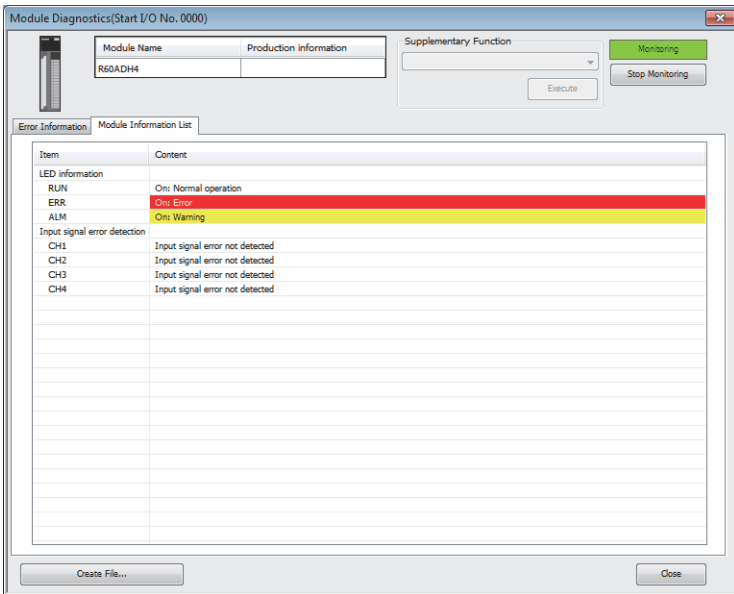 Module Diagnostics(Start I/O No. 0000)
Module Name Production information
R60ADH4
Supplementary Function
Execute
Monitoring
Stop Monitoring
Error Information Module Information List
Item Content
LED information
RUN On: Normal operation
ERR On: Error
ALM On: Warning
Input signal error detection
CH1 Input signal error not detected
CH2 Input signal error not detected
CH3 Input signal error not detected
CH4 Input signal error not detected
Create File... Close